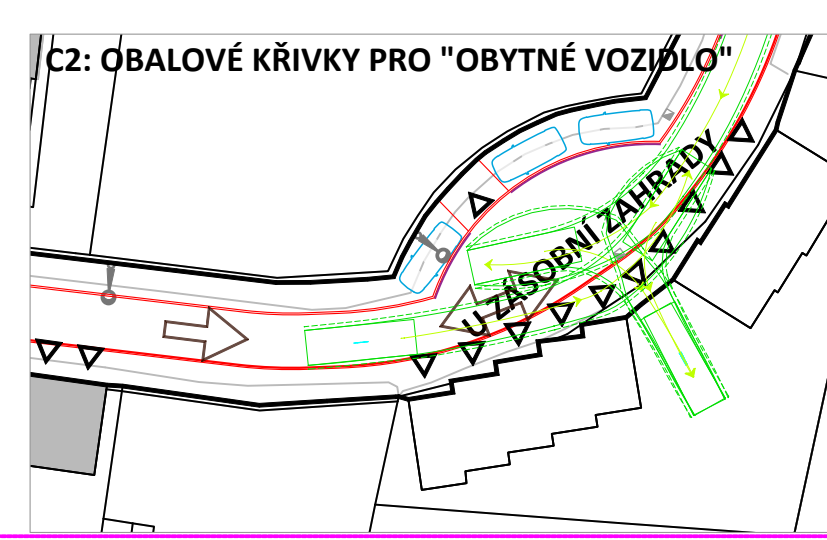 C2: OBALOVÉ KŘIVKY PRO "OBYTNÉ VOZIDLO"
U ZÁSOBNÍ ZAHRADY